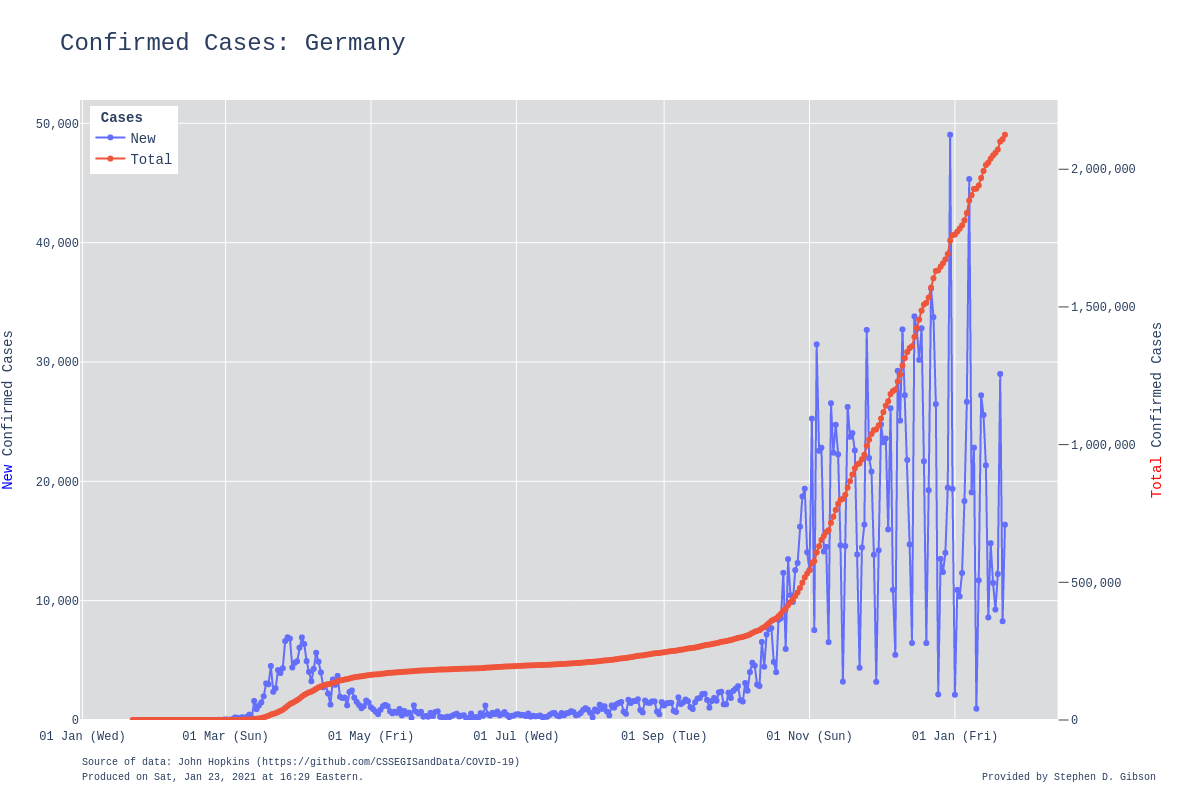 Confirmed Cases: Germany
Cases
New
Total
50,000
40,000
30,000
20,000
10,000
0
2,000,000
1,500,000
1,000,000
500,000
0
New Confirmed Cases
Total Confirmed Cases
01 Jan (Wed)
01 Mar (Sun)
01 May (Fri)
01 Jul (Wed)
01 Sep (Tue)
01 Nov (Sun)
01 Jan (Fri)
Source of data: John Hopkins (https://github.com/CSSEGISandData/COVID-19)
Produced on Sat, Jan 23, 2021 at 16:29 Eastern.
Provided by Stephen D. Gibson